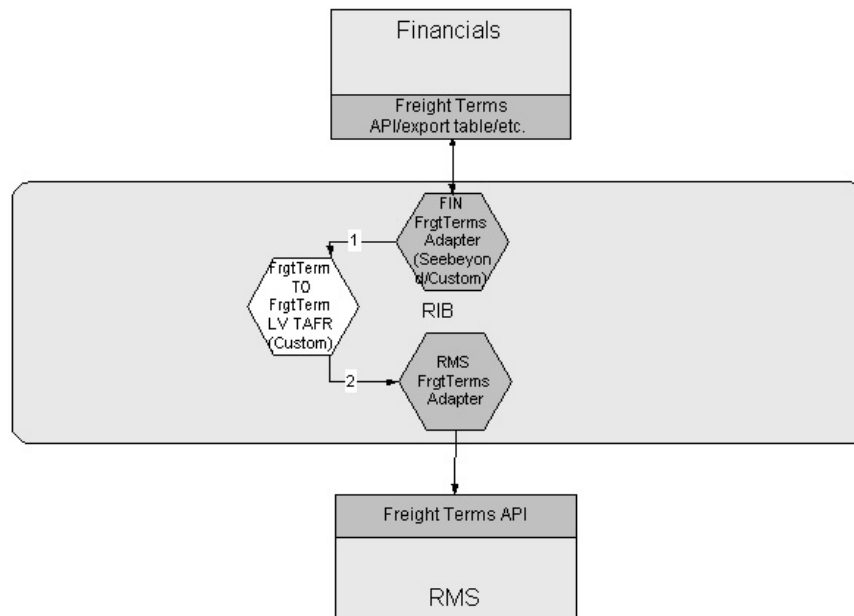 Financials
Freight Terms
API/export table/etc.
FIN
FrgtTerms
Adapter
(Seebeyon
d/Custom)
1
FrgtTerm
TO
FrgtTerm
LV TAFR
(Custom)
RIB
2
RMS
FrgtTerms
Adapter
Freight Terms API
RMS